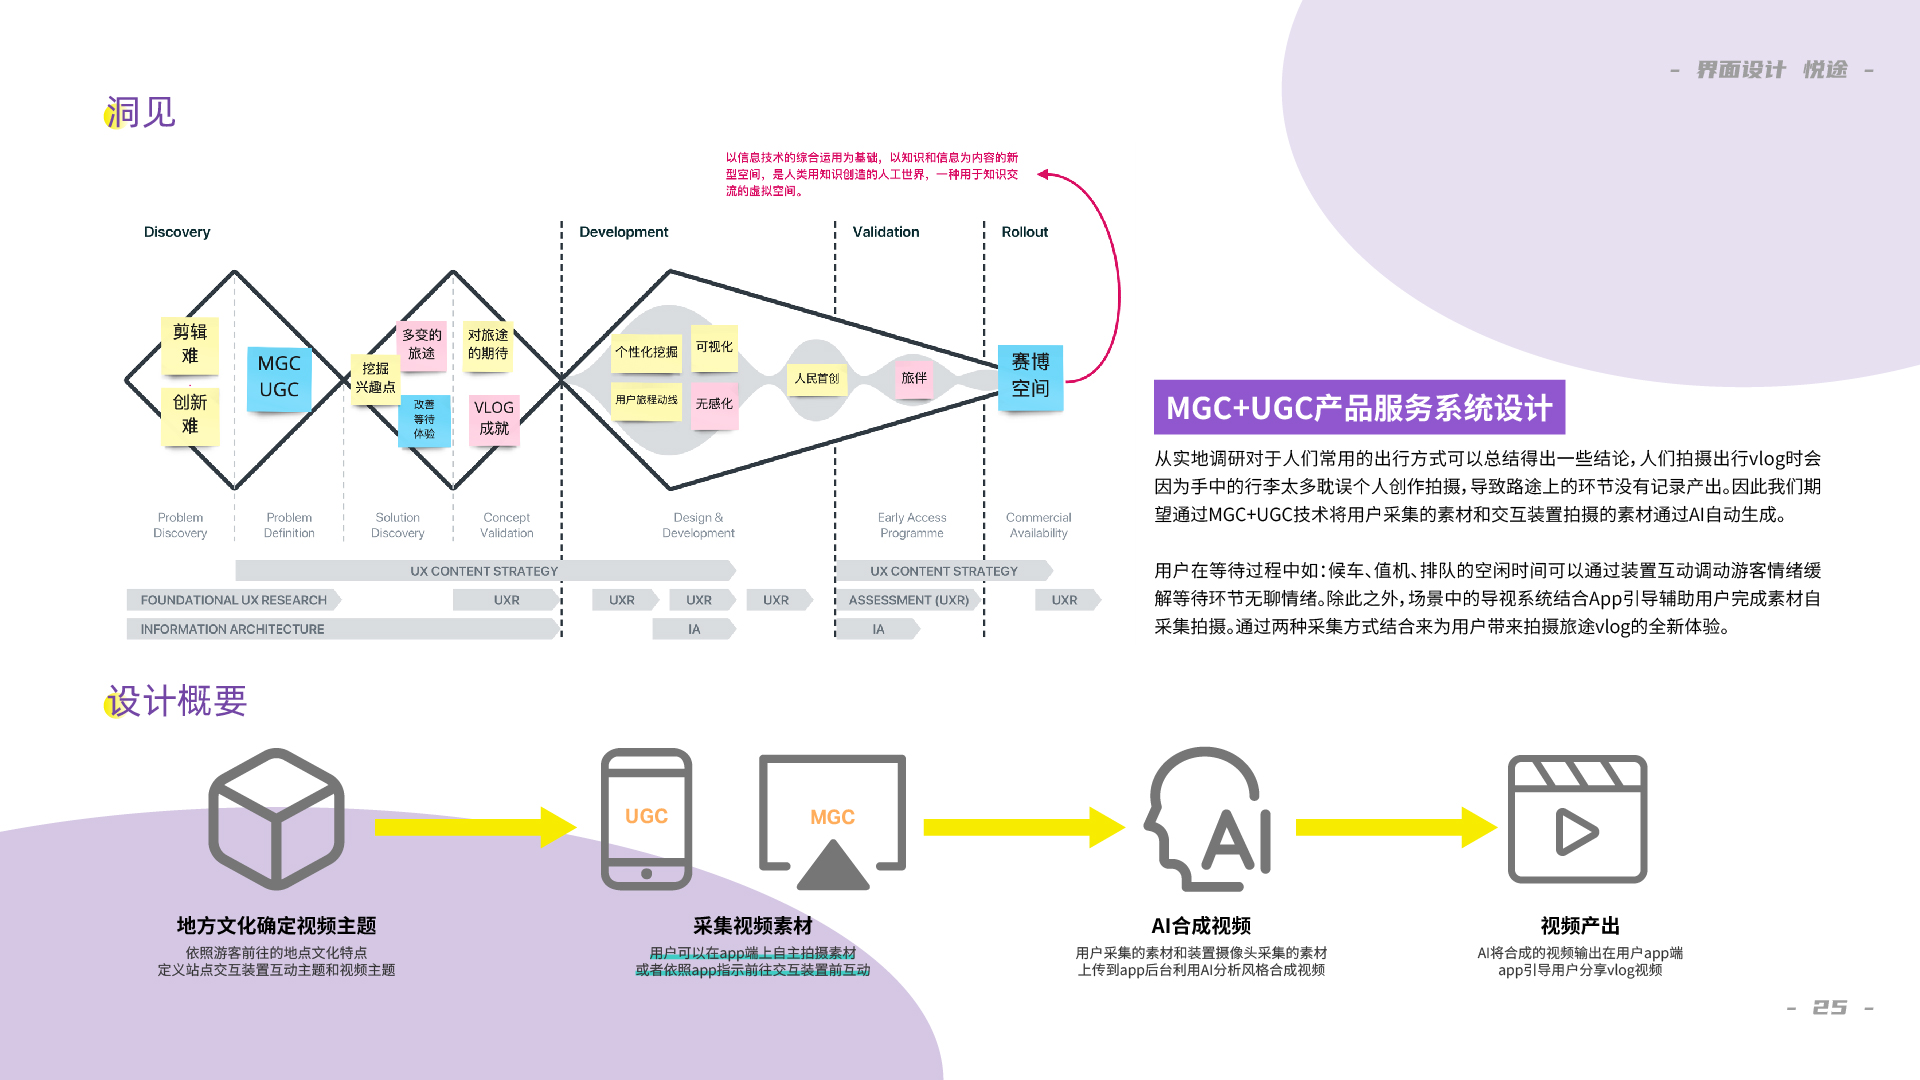 - 界面设计 悦途 -
洞见
以信息技术的综合运用为基础，以知识和信息为内容的新
型空间，是人类用知识创造的人工世界，一种用于知识交
流的虚拟空间。
Discovery
Development
Validation
Rollout
剪辑
难
创新
难
MGC
UGC
挖掘
兴趣点
多变的
旅途
改善
等待
体验
对旅途
的期待
VLOG
成就
个性化挖掘
可视化
用户旅程动线
无感化
人民首创
旅伴
赛博
空间
Problem
Discovery
Problem
Definition
Solution
Discovery
Concept
Validation
Design &
Development
Early Access
Programme
Commercial
Availability
UX CONTENT STRATEGY
UX CONTENT STRATEGY
FOUNDATIONAL UX RESEARCH
UXR
UXR
UXR
UXR
ASSESSMENT (UXR)
UXR
INFORMATION ARCHITECTURE
IA
IA
MGC+UGC产品服务系统设计
从实地调研对于人们常用的出行方式可以总结得出一些结论，人们拍摄出行vlog时会
因为手中的行李太多耽误个人创作拍摄，导致路途上的环节没有记录产出。因此我们期
望通过MGC+UGC技术将用户采集的素材和交互装置拍摄的素材通过AI自动生成。
用户在等待过程中如：候车、值机、排队的空闲时间可以通过装置互动调动游客情绪缓
解等待环节无聊情绪。除此之外，场景中的导视系统结合App引导辅助用户完成素材自
采集拍摄。通过两种采集方式结合来为用户带来拍摄旅途vlog的全新体验。
设计概要
UGC
MGC
AI
地方文化确定视频主题
依照游客前往的地点文化特点
定义站点交互装置互动主题和视频主题
采集视频素材
用户可以在app端上自主拍摄素材
或者依照app指示前往交互装置前互动
AI合成视频
用户采集的素材和装置摄像头采集的素材
上传到app后台利用AI分析风格合成视频
视频产出
AI将合成的视频输出在用户app端
app引导用户分享vlog视频
- 25 -